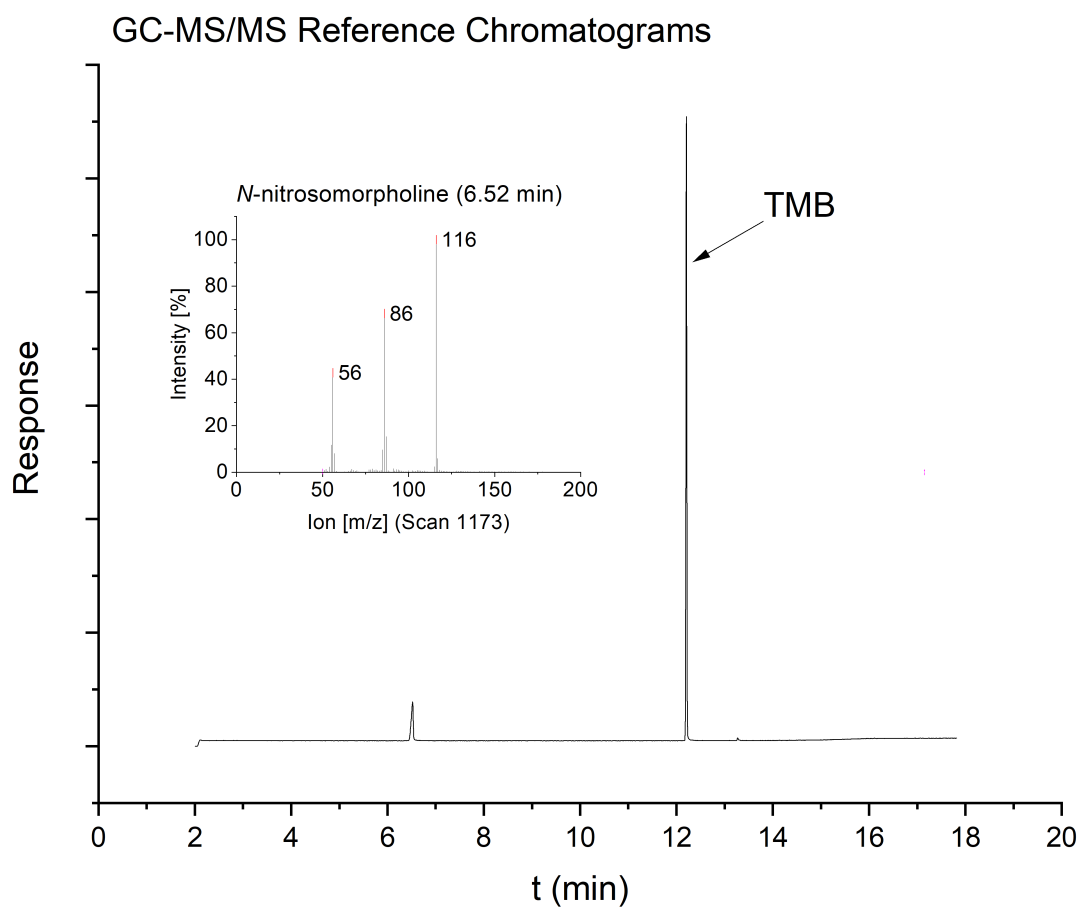 GC-MS/MS Reference Chromatograms
N-nitrosomorpholine (6.52 min)
TMB
116
86
56
100
80
60
40
20
0
Intensity [%]
0 50 100 150 200
Ion [m/z] (Scan 1173)
Response
0 2 4 6 8 10 12 14 16 18 20
t (min)